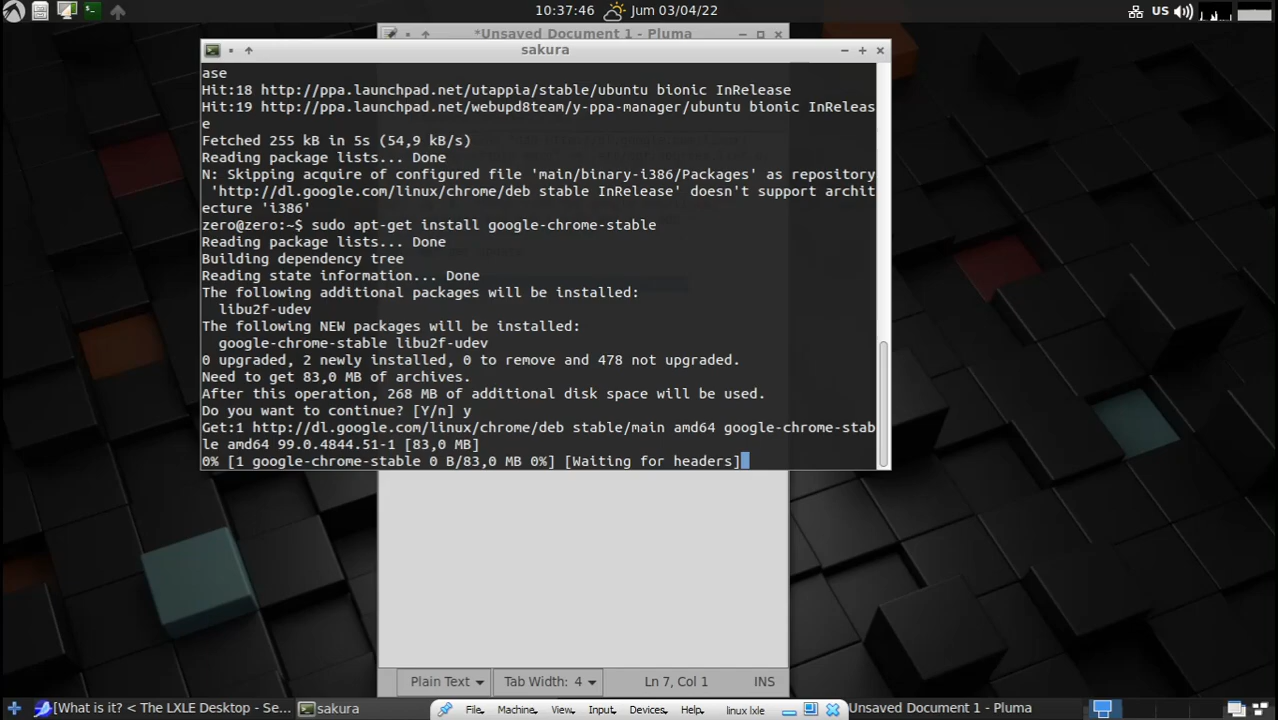 10:37:46
Jum 03/04/22
US
*Unsaved Document 1 - Pluma
sakura
ase
Hit:18 http://ppa.launchpad.net/utappia/stable/ubuntu bionic InRelease
Hit:19 http://ppa.launchpad.net/webupd8team/y-ppa-manager/ubuntu bionic InReleas
e
Fetched 255 kB in 5s (54,9 kB/s)
Reading package lists... Done
N: Skipping acquire of configured file 'main/binary-i386/Packages' as repository
'http://dl.google.com/linux/chrome/deb stable InRelease' doesn't support archit
ecture 'i386'
zero@zero:~$ sudo apt-get install google-chrome-stable
Reading package lists... Done
Building dependency tree
Reading state information... Done
The following additional packages will be installed:
libu2f-udev
The following NEW packages will be installed:
google-chrome-stable libu2f-udev
0 upgraded, 2 newly installed, 0 to remove and 478 not upgraded.
Need to get 83,0 MB of archives.
After this operation, 268 MB of additional disk space will be used.
Do you want to continue? [Y/n] y
Get:1 http://dl.google.com/linux/chrome/deb stable/main amd64 google-chrome-stab
le amd64 99.0.4844.51-1 [83,0 MB]
0% [1 google-chrome-stable 0 B/83,0 MB 0%] [Waiting for headers]
Plain Text Tab Width: 4 Ln 7, Col 1 INS
[What is it? < The LXLE Desktop - Se... sakura File Machine View Input Devices Help linux lxle Unsaved Document 1 - Pluma